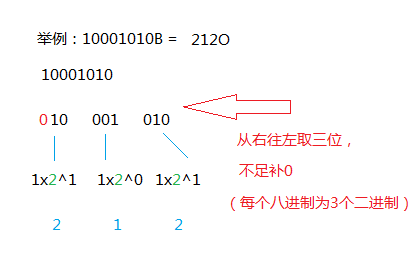 举例：10001010B = 212O
10001010
010 001 010
从右往左取三位，
不足补0
（每个八进制为3个二进制）
1x2^1 1x2^0 1x2^1
2 1 2